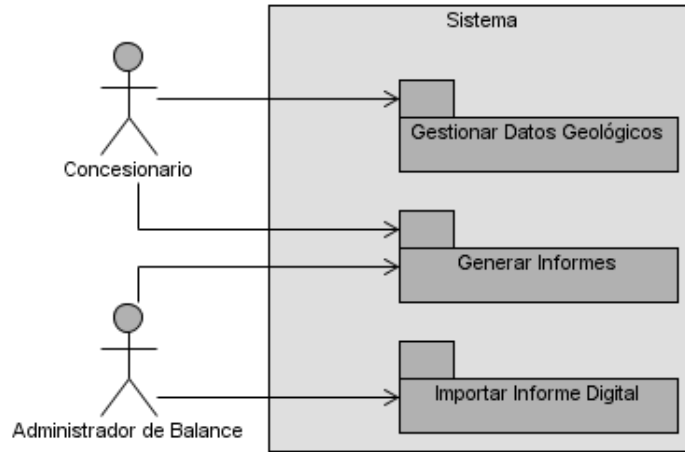 Sistema
Gestionar Datos Geológicos
Concesionario
Generar Informes
Importar Informe Digital
Administrador de Balance